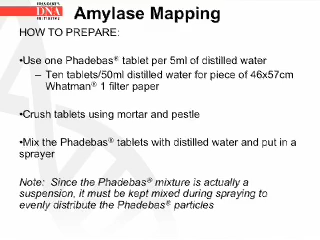 PRESIDENT'S
DNA
INITIATIVE
Amylase Mapping
HOW TO PREPARE:
•Use one Phadebas® tablet per 5ml of distilled water
– Ten tablets/50ml distilled water for piece of 46x57cm
Whatman® 1 filter paper
•Crush tablets using mortar and pestle
•Mix the Phadebas® tablets with distilled water and put in a
sprayer
Note: Since the Phadebas® mixture is actually a
suspension, it must be kept mixed during spraying to
evenly distribute the Phadebas® particles